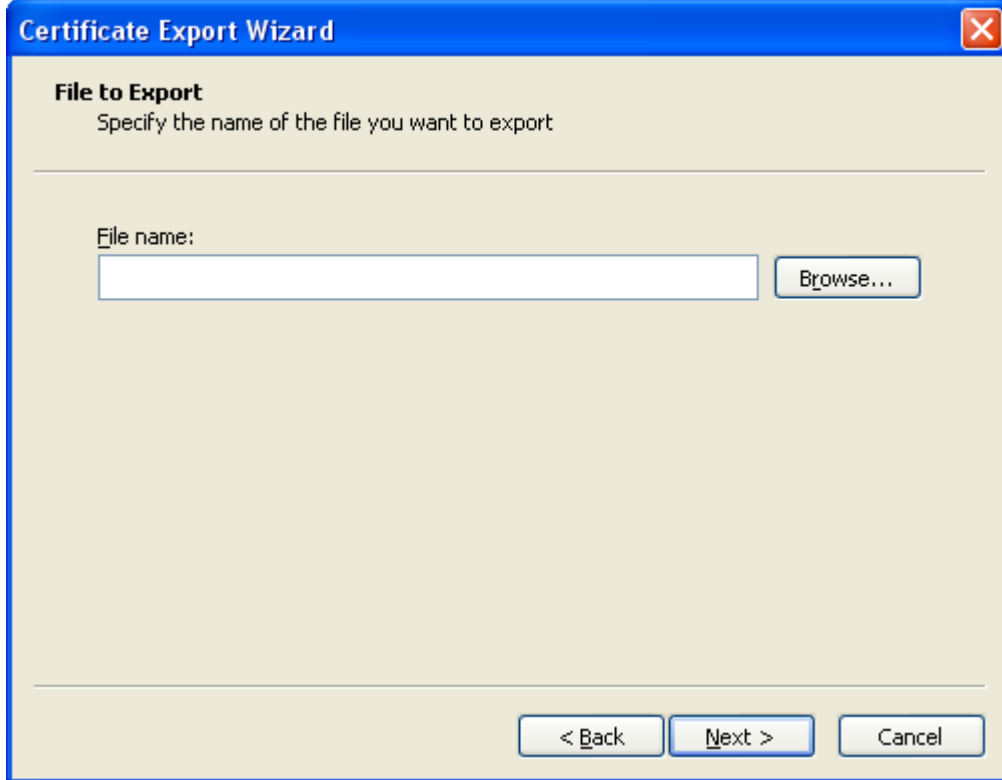 Certificate Export Wizard
File to Export
Specify the name of the file you want to export
File name:
Browse...
< Back
Next >
Cancel